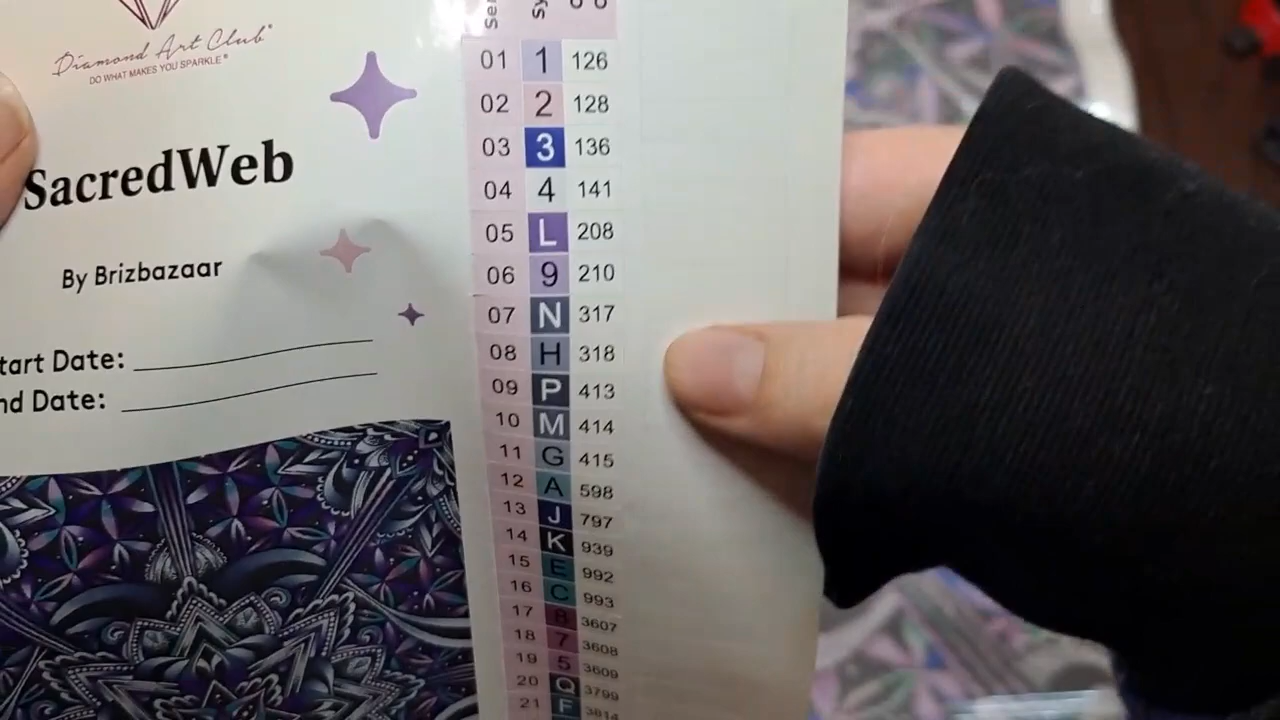 Diamond Art Club®
DO WHAT MAKES YOU SPARKLE®
SacredWeb
By Brizbazaar
tart Date:
nd Date:
Ser
Sy
01 1 126
02 2 128
03 3 136
04 4 141
05 L 208
06 9 210
07 N 317
08 H 318
09 P 413
10 M 414
11 G 415
12 A 598
13 J 797
14 K 939
15 E 992
16 C 993
17 8 3607
18 7 3608
19 5 3609
20 Q 3799
21 F 3814